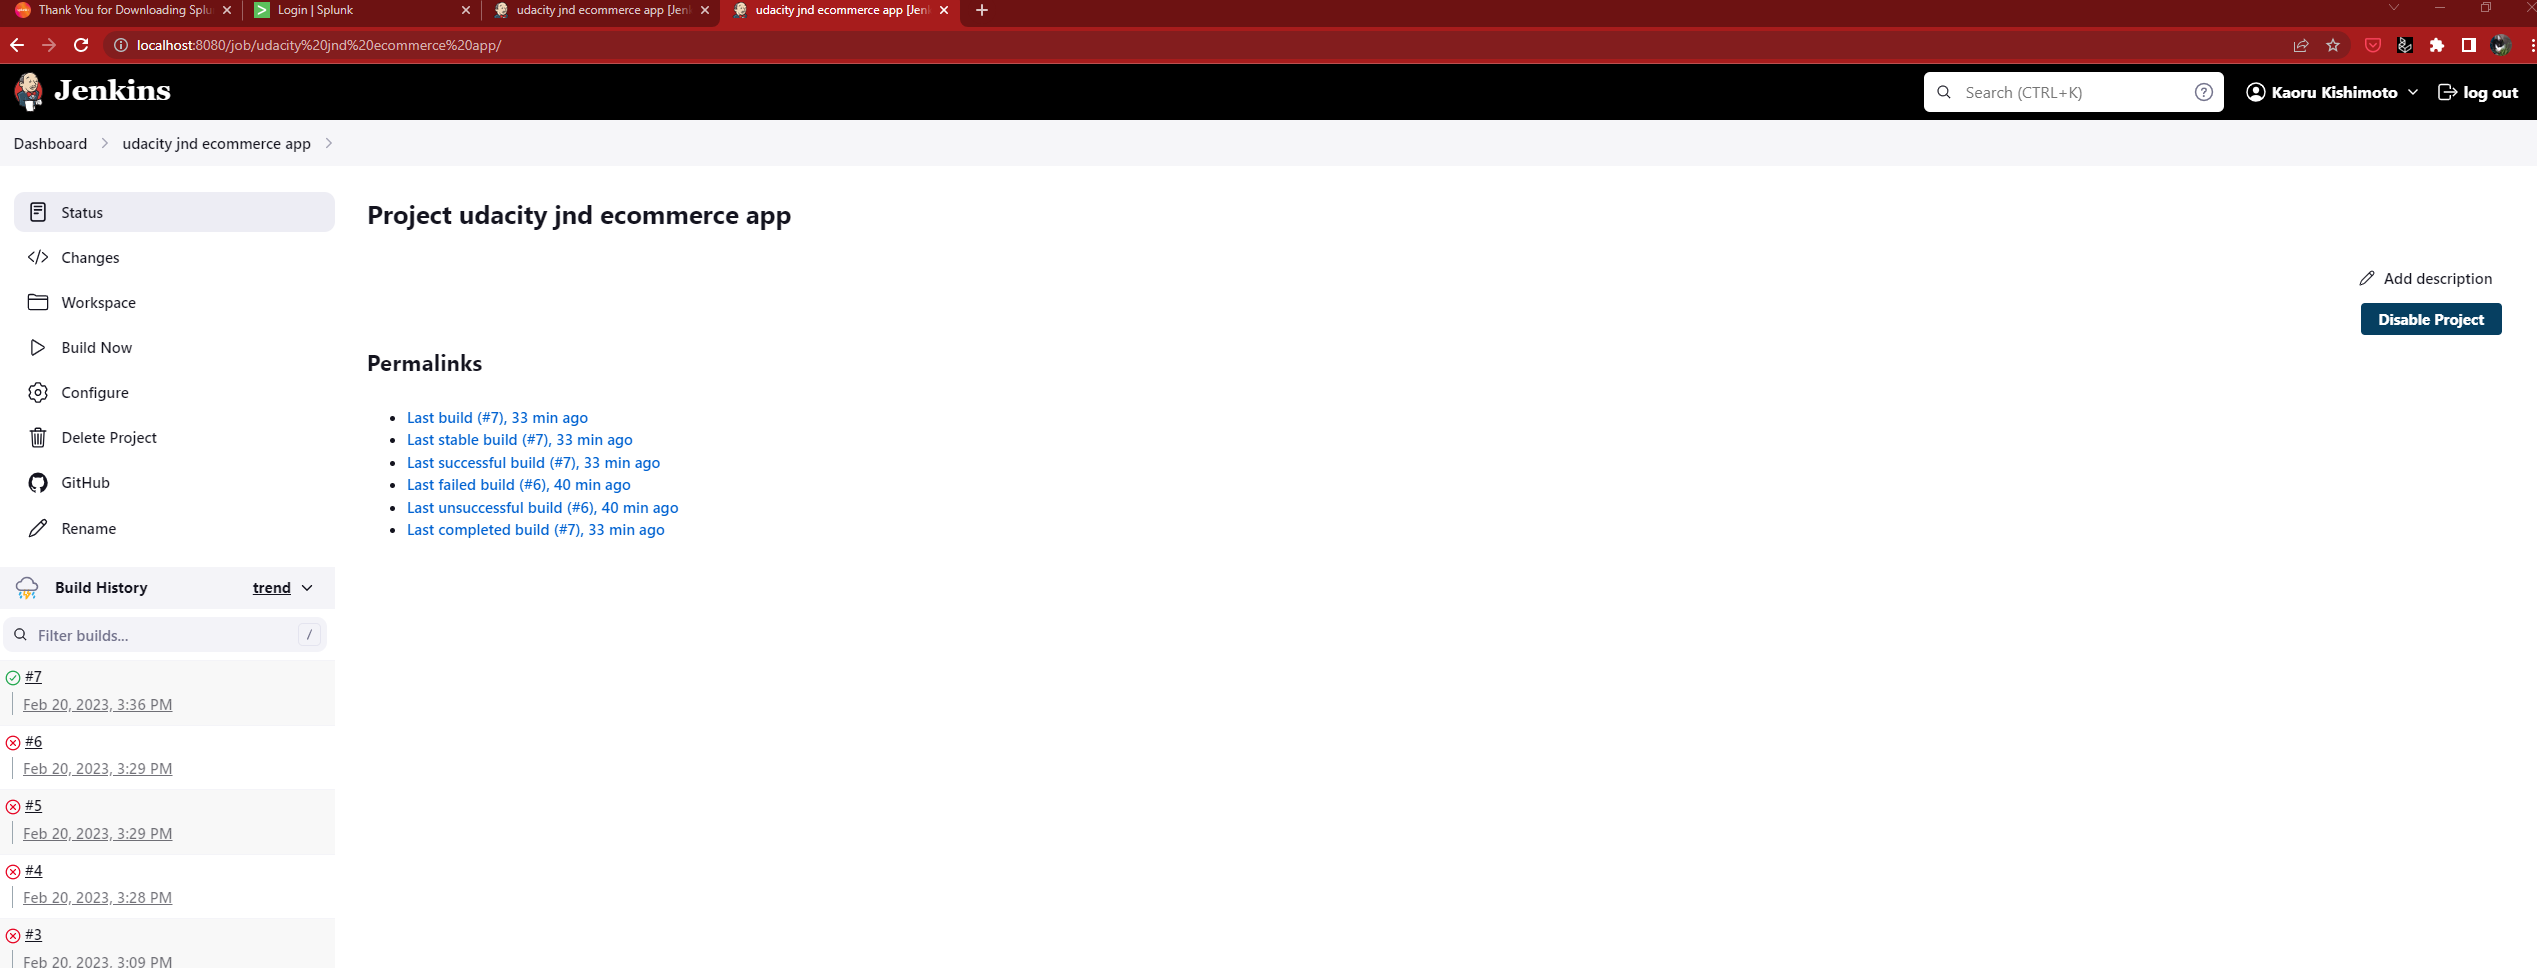 Thank You for Downloading Splu
Login | Splunk
udacity jnd ecommerce app [Jenk
udacity jnd ecommerce app [Jenk
localhost:8080/job/udacity%20jnd%20ecommerce%20app/
Jenkins
Search (CTRL+K)
Kaoru Kishimoto
log out
Dashboard
udacity jnd ecommerce app
Status
Changes
Workspace
Build Now
Configure
Delete Project
GitHub
Rename
Project udacity jnd ecommerce app
Add description
Disable Project
Permalinks
Last build (#7), 33 min ago
Last stable build (#7), 33 min ago
Last successful build (#7), 33 min ago
Last failed build (#6), 40 min ago
Last unsuccessful build (#6), 40 min ago
Last completed build (#7), 33 min ago
Build History
trend
Filter builds...
/
#7
Feb 20, 2023, 3:36 PM
#6
Feb 20, 2023, 3:29 PM
#5
Feb 20, 2023, 3:29 PM
#4
Feb 20, 2023, 3:28 PM
#3
Feb 20, 2023, 3:09 PM